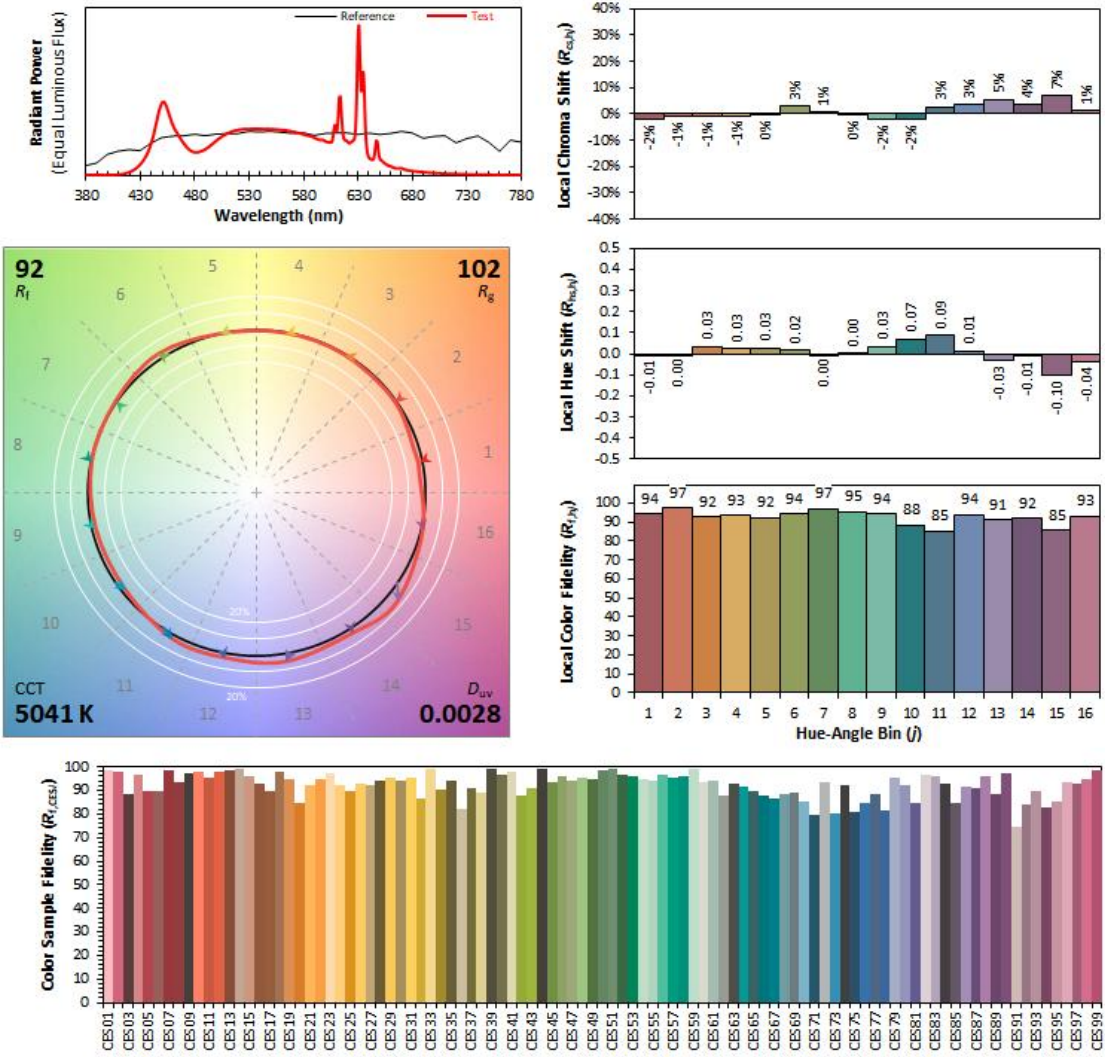 Reference
Test
Radiant Power
(Equal Luminous Flux)
380 430 480 530 580 630 680 730 780
Wavelength (nm)
Local Chroma Shift (Rcs,hj)
40%
30%
20%
10%
0%
-10%
-20%
-30%
-40%
-2% -1% -1% -1% 0% 3% 1% 0% -2% -2% 3% 3% 5% 4% 7% 1%
92
Rf
102
Rg
5 4
6 3
7 2
8 1
9 16
10 15
11 14
12 13
20%
20%
CCT
5041 K
Duv
0.0028
Local Hue Shift (Rhs,hj)
0.5
0.4
0.3
0.2
0.1
0.0
-0.1
-0.2
-0.3
-0.4
-0.5
-0.01 0.00 0.03 0.03 0.03 0.02 0.00 0.00 0.03 0.07 0.09 0.01 -0.03 -0.01 -0.10 -0.04
Local Color Fidelity (Rf,hj)
100
90
80
70
60
50
40
30
20
10
0
94 97 92 93 92 94 97 95 94 88 85 94 91 92 85 93
1 2 3 4 5 6 7 8 9 10 11 12 13 14 15 16
Hue-Angle Bin (j)
Color Sample Fidelity (Rf,CESi)
100
90
80
70
60
50
40
30
20
10
0
CES01 CES03 CES05 CES07 CES09 CES11 CES13 CES15 CES17 CES19 CES21 CES23 CES25 CES27 CES29 CES31 CES33 CES35 CES37 CES39 CES41 CES43 CES45 CES47 CES49 CES51 CES53 CES55 CES57 CES59 CES61 CES63 CES65 CES67 CES69 CES71 CES73 CES75 CES77 CES79 CES81 CES83 CES85 CES87 CES89 CES91 CES93 CES95 CES97 CES99